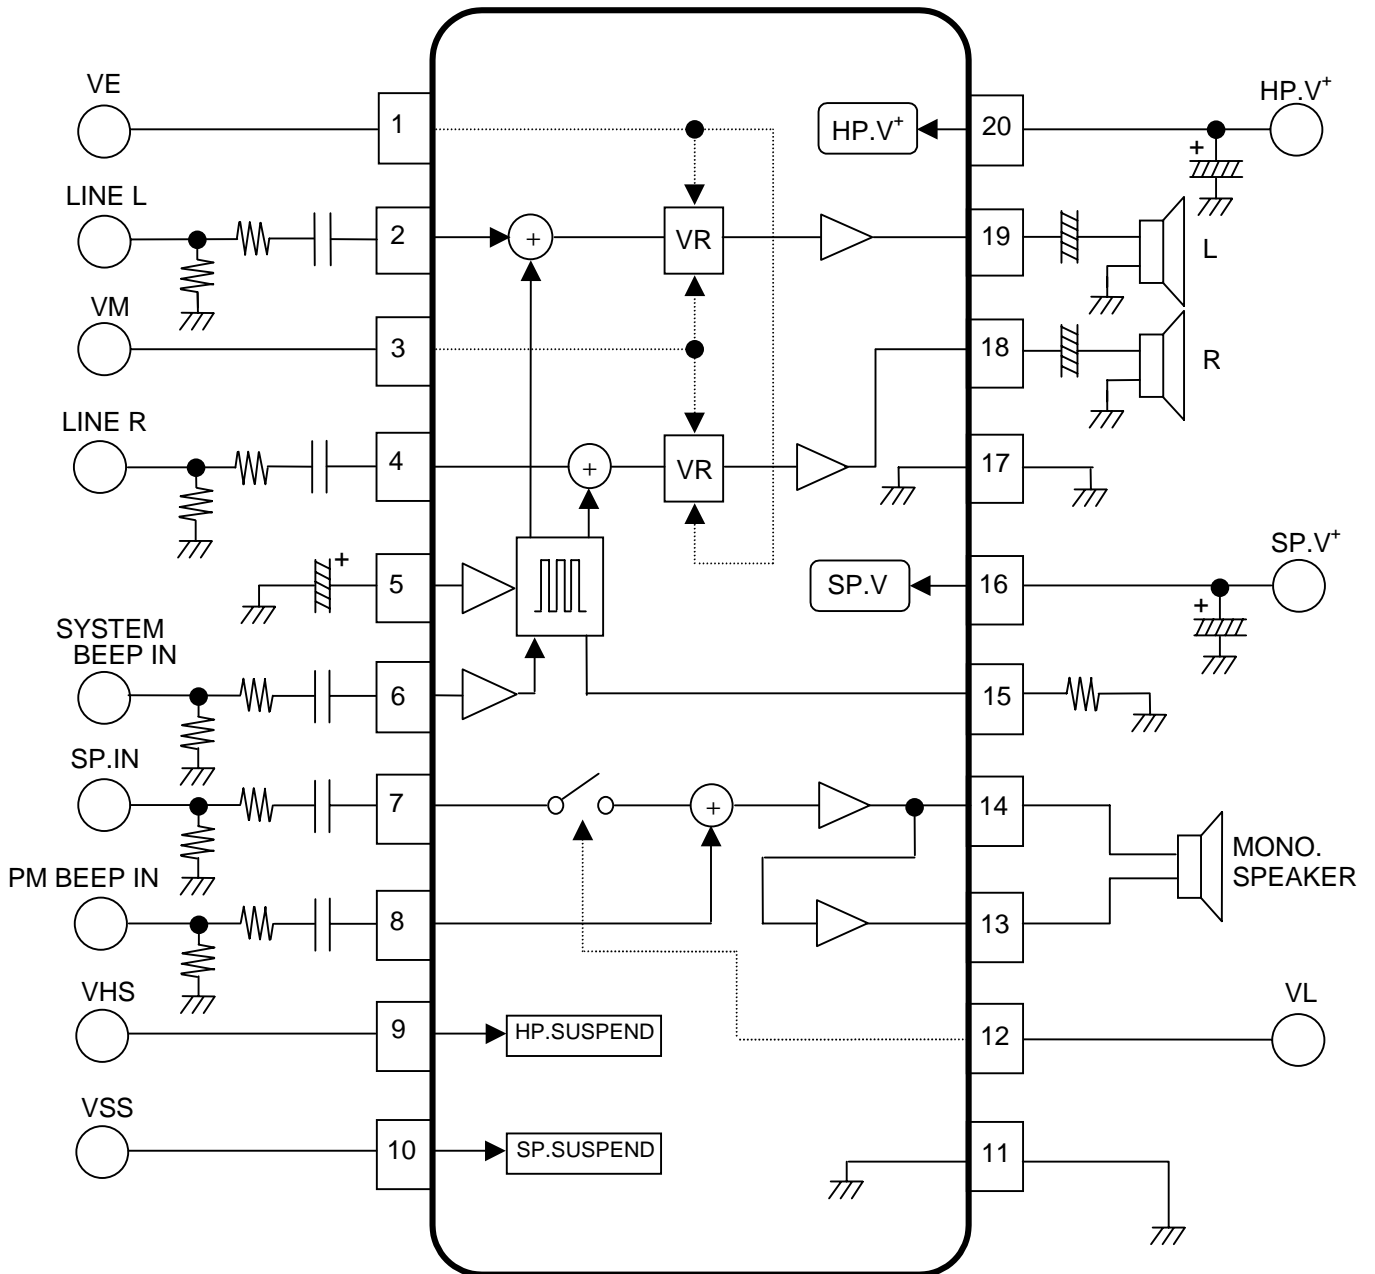 VE
1
HP.V+
20
HP.V+
+
LINE L
2
+
VR
19
L
VM
3
18
R
LINE R
4
+
VR
17
+
5
SP.V
16
SP.V+
+
SYSTEM
BEEP IN
6
15
SP.IN
7
+
14
MONO.
SPEAKER
PM BEEP IN
8
13
VHS
9
HP.SUSPEND
12
VL
VSS
10
SP.SUSPEND
11